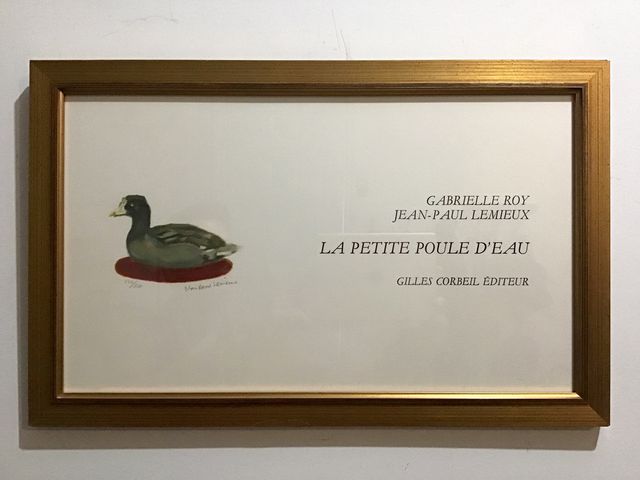 GABRIELLE ROY
JEAN-PAUL LEMIEUX
LA PETITE POULE D'EAU
GILLES CORBEIL ÉDITEUR